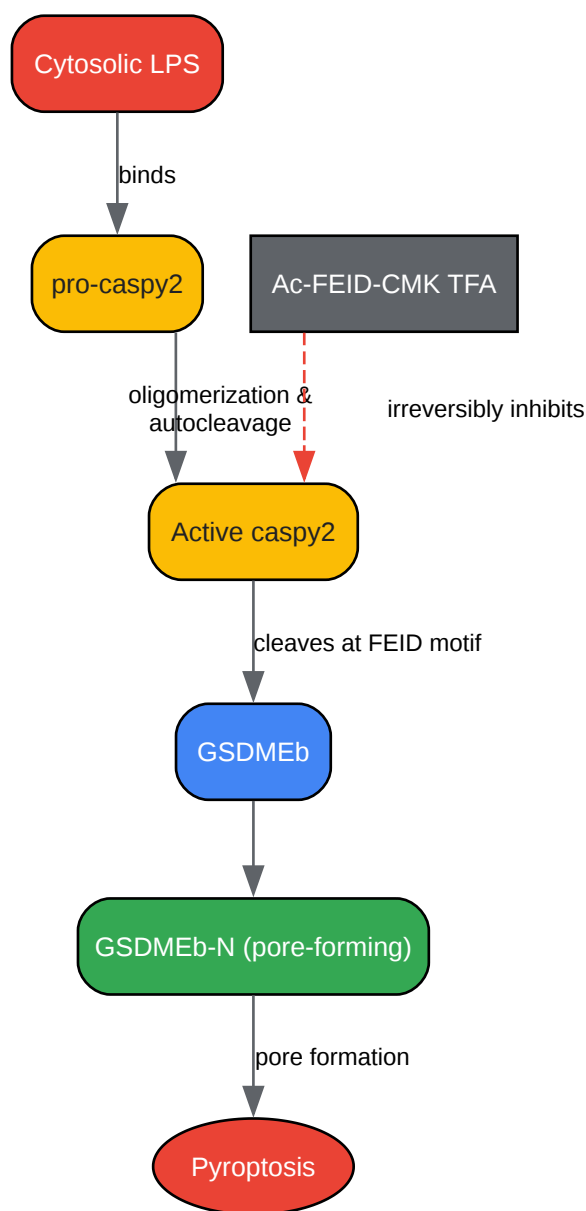 Cytosolic LPS
binds
pro-caspy2
Ac-FEID-CMK TFA
oligomerization &
autocleavage
irreversibly inhibits
Active caspy2
cleaves at FEID motif
GSDMEb
GSDMEb-N (pore-forming)
pore formation
Pyroptosis